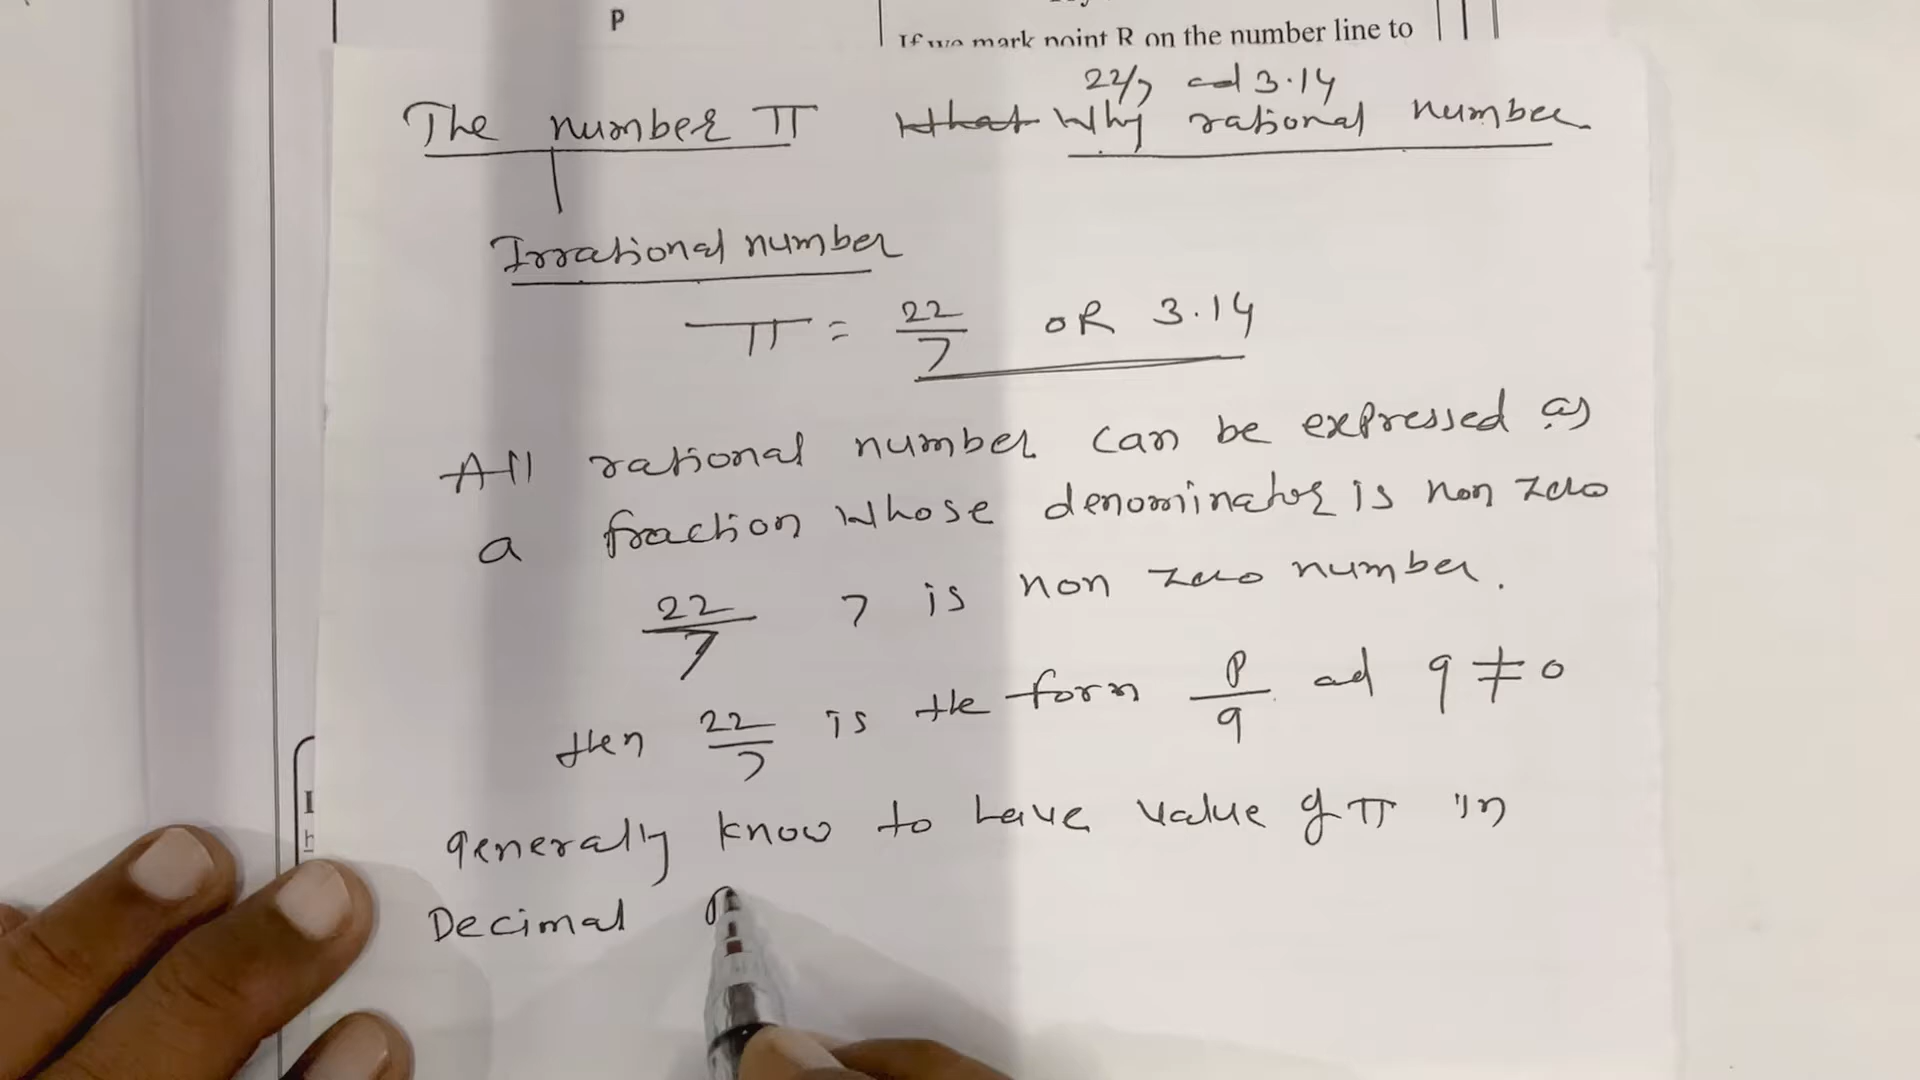 P
If we mark point R on the number line to
22/7 ad 3.14
The number π What Why rational number
Irrational number
π = 22/7 OR 3.14
All rational number can be expressed as
a fraction whose denominator is non zero
22/7 7 is non zero number.
then 22/7 is the form P/q ad q ≠ 0
generally know to have value of π in
Decimal